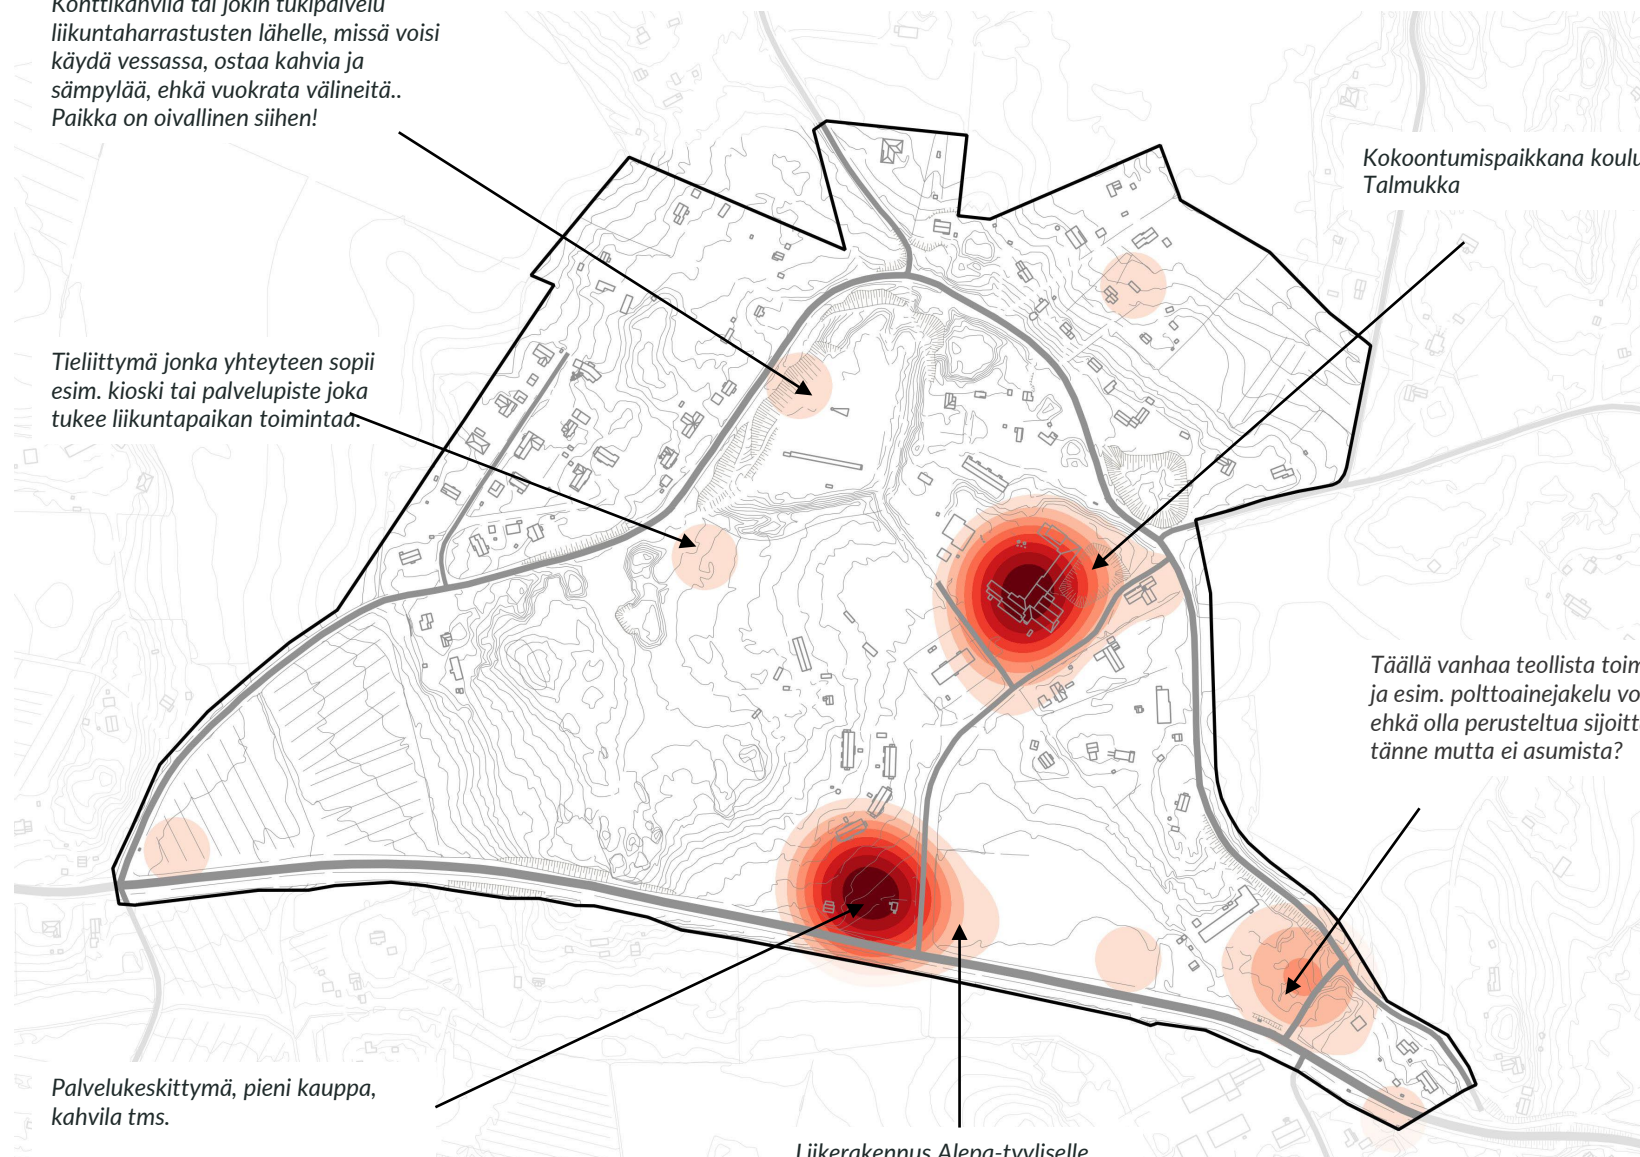 Konttikahvila tai jokin tukipalvelu
liikuntaharrastusten lähelle, missä voisi
käydä vessassa, ostaa kahvia ja
sämpylää, ehkä vuokrata välineitä..
Paikka on oivallinen siihen!
Kokoontumispaikkana koulu
Talmukka
Tieliittymä jonka yhteyteen sopii
esim. kioski tai palvelupiste joka
tukee liikuntapaikan toimintaa.
Täällä vanhaa teollista toim
ja esim. polttoainejakelu vo
ehkä olla perusteltua sijoitt
tänne mutta ei asumista?
Palvelukeskittymä, pieni kauppa,
kahvila tms.
Liikerakennus Alepa-tyyliselle